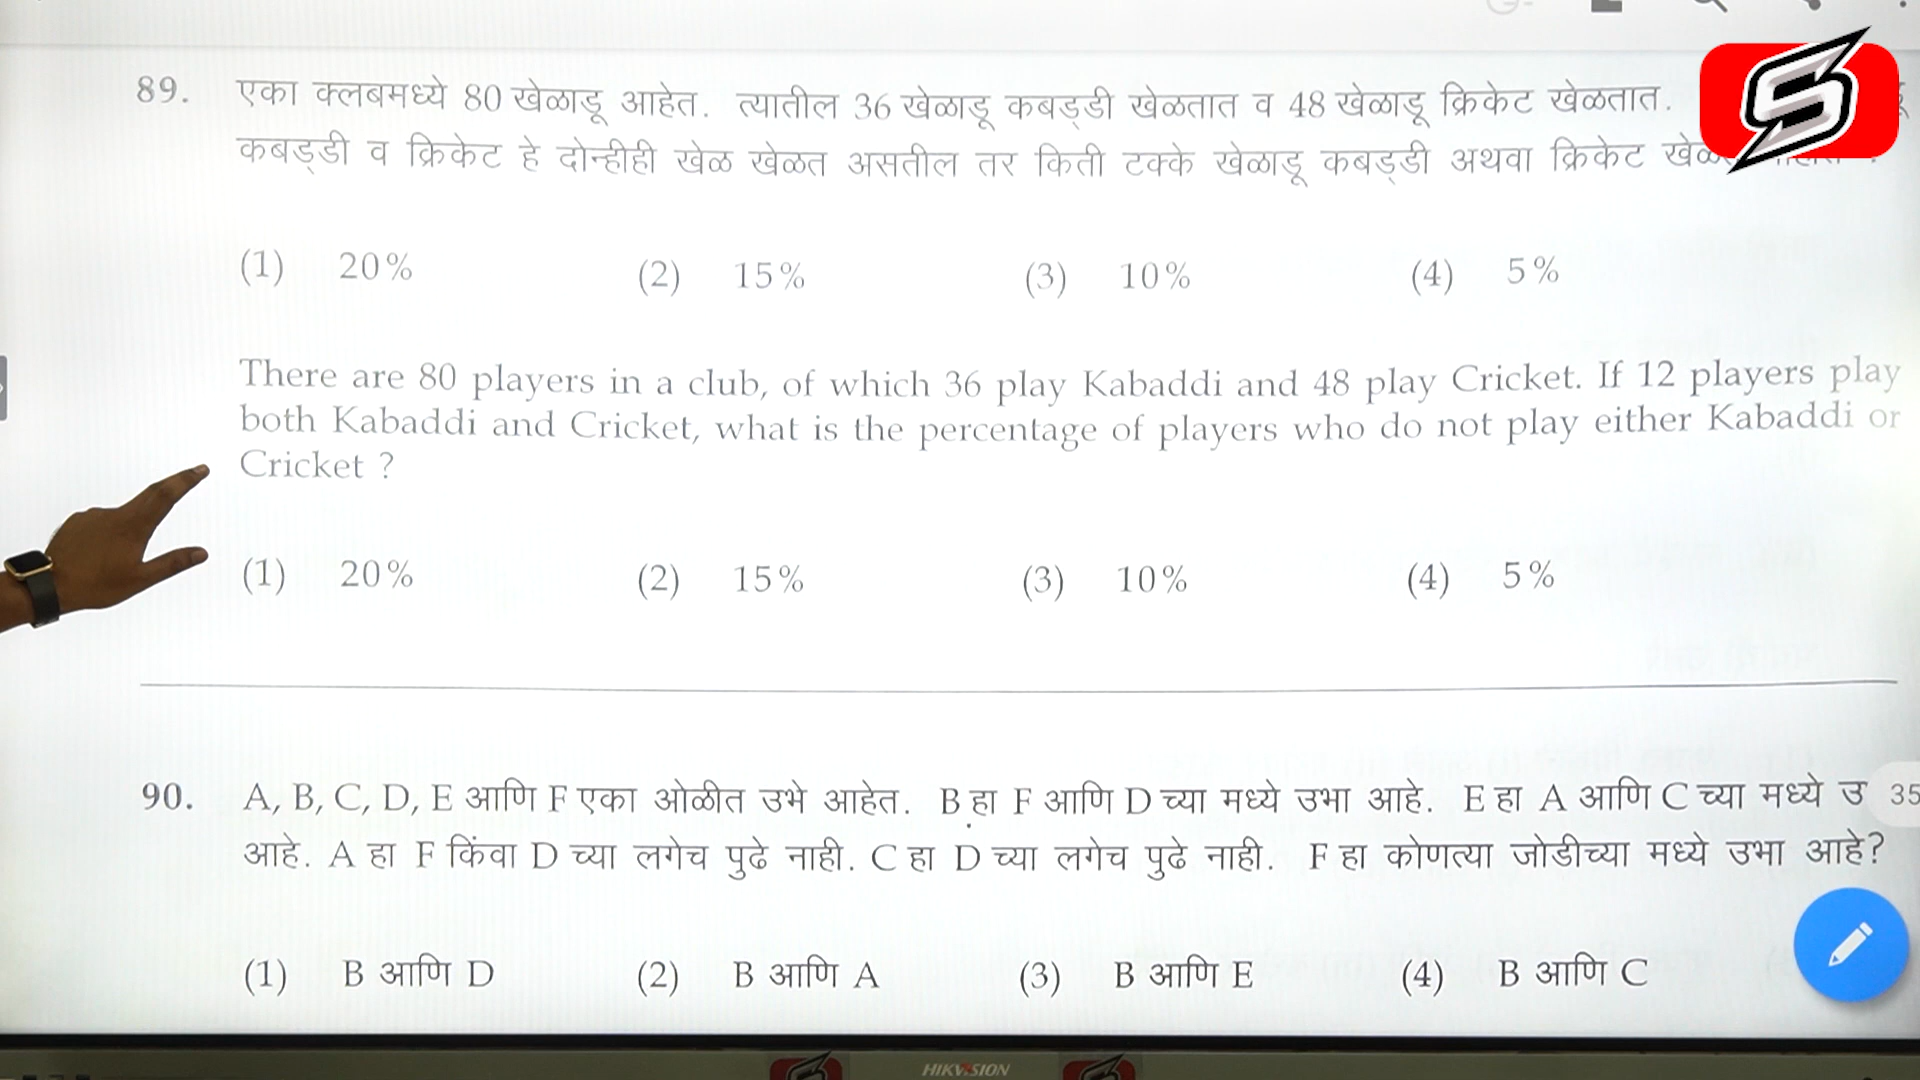 89. एका क्लबमध्ये 80 खेळाडू आहेत. त्यातील 36 खेळाडू कबड्डी खेळतात व 48 खेळाडू क्रिकेट खेळतात.
कबड्डी व क्रिकेट हे दोन्हीही खेळ खेळत असतील तर किती टक्के खेळाडू कबड्डी अथवा क्रिकेट
(1) 20% (2) 15% (3) 10% (4) 5%
There are 80 players in a club, of which 36 play Kabaddi and 48 play Cricket. If 12 players play
both Kabaddi and Cricket, what is the percentage of players who do not play either Kabaddi or
Cricket ?
(1) 20% (2) 15% (3) 10% (4) 5%
90. A, B, C, D, E आणि F एका ओळीत उभे आहेत. B हा F आणि D च्या मध्ये उभा आहे. E हा A आणि C च्या मध्ये
35
आहे. A हा F किंवा D च्या लगेच पुढे नाही. C हा D च्या लगेच पुढे नाही. F हा कोणत्या जोडीच्या मध्ये उभा आहे?
(1) B आणि D (2) B आणि A (3) B आणि E (4) B आणि C
HIKVISION